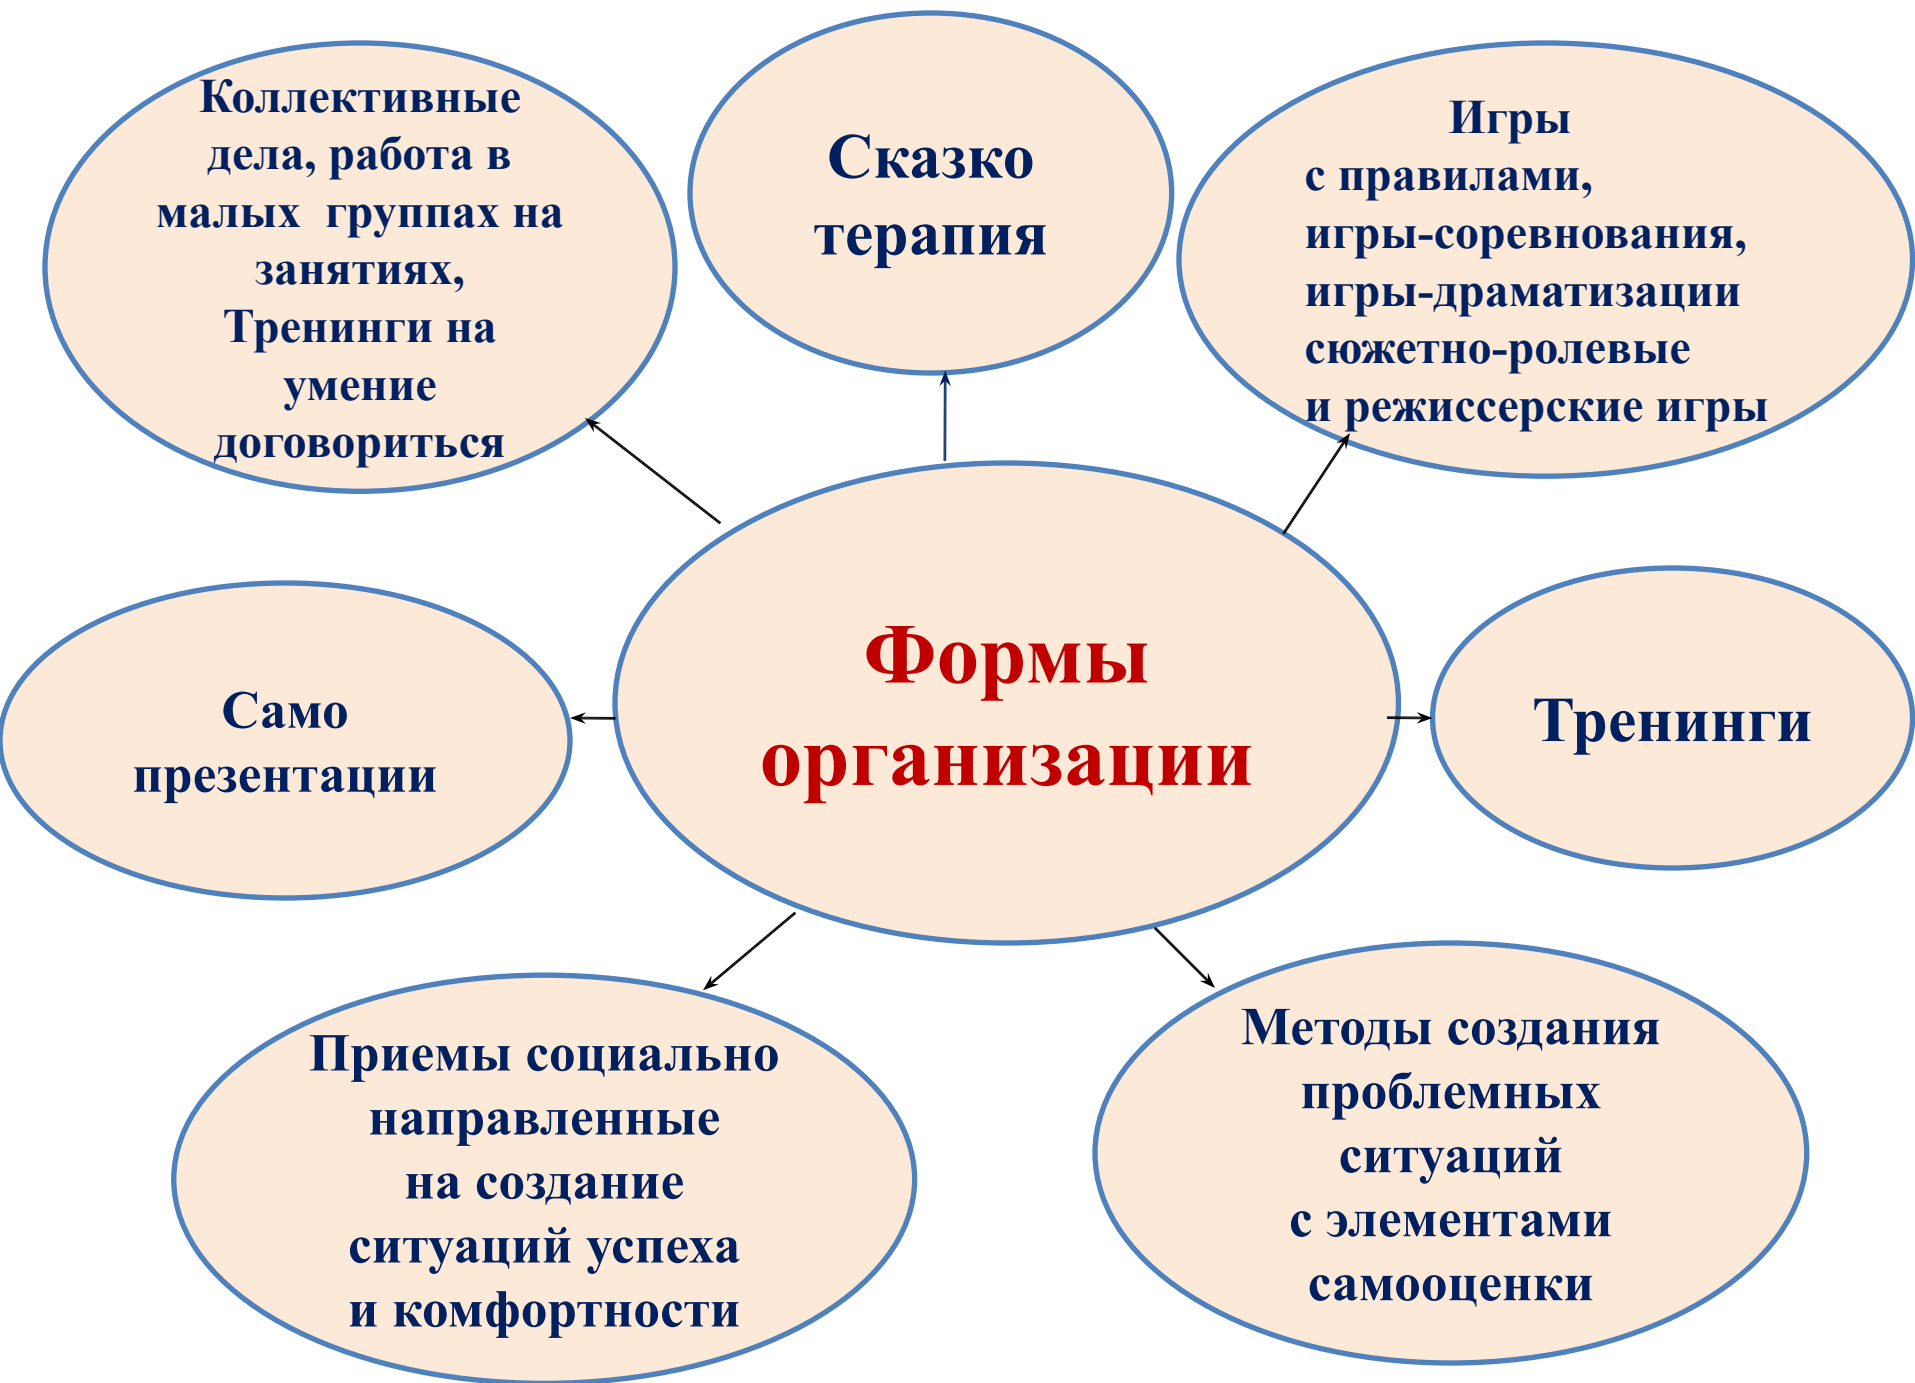 Коллективные
дела, работа в
малых  группах на
занятиях,
Тренинги на
умение
договориться
Сказко
терапия
Игры
с правилами,
игры-соревнования,
игры-драматизации
сюжетно-ролевые
и режиссерские игры
Само
презентации
Формы
организации
Тренинги
Приемы социально
направленные
на создание
ситуаций успеха
и комфортности
Методы создания
проблемных
ситуаций
с элементами
самооценки